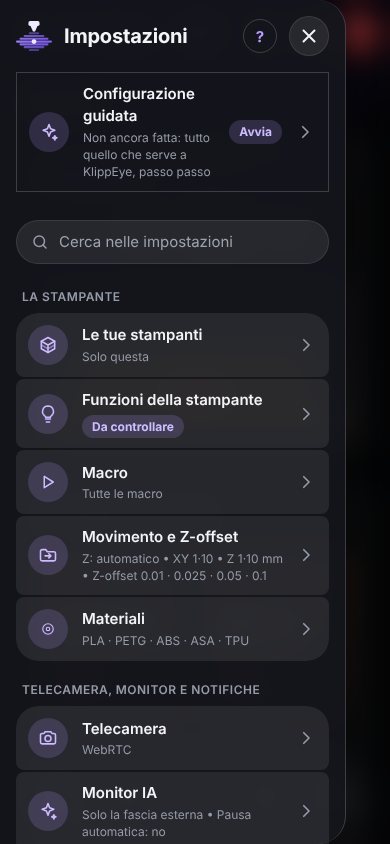 Impostazioni
?
Configurazione
guidata
Non ancora fatta: tutto
quello che serve a
KlippEye, passo passo
Avvia
Cerca nelle impostazioni
LA STAMPANTE
Le tue stampanti
Solo questa
Funzioni della stampante
Da controllare
Macro
Tutte le macro
Movimento e Z-offset
Z: automatico • XY 1·10 • Z 1·10 mm
• Z-offset 0.01 · 0.025 · 0.05 · 0.1
Materiali
PLA · PETG · ABS · ASA · TPU
TELECAMERA, MONITOR E NOTIFICHE
Telecamera
WebRTC
Monitor IA
Solo la fascia esterna • Pausa
automatica: no